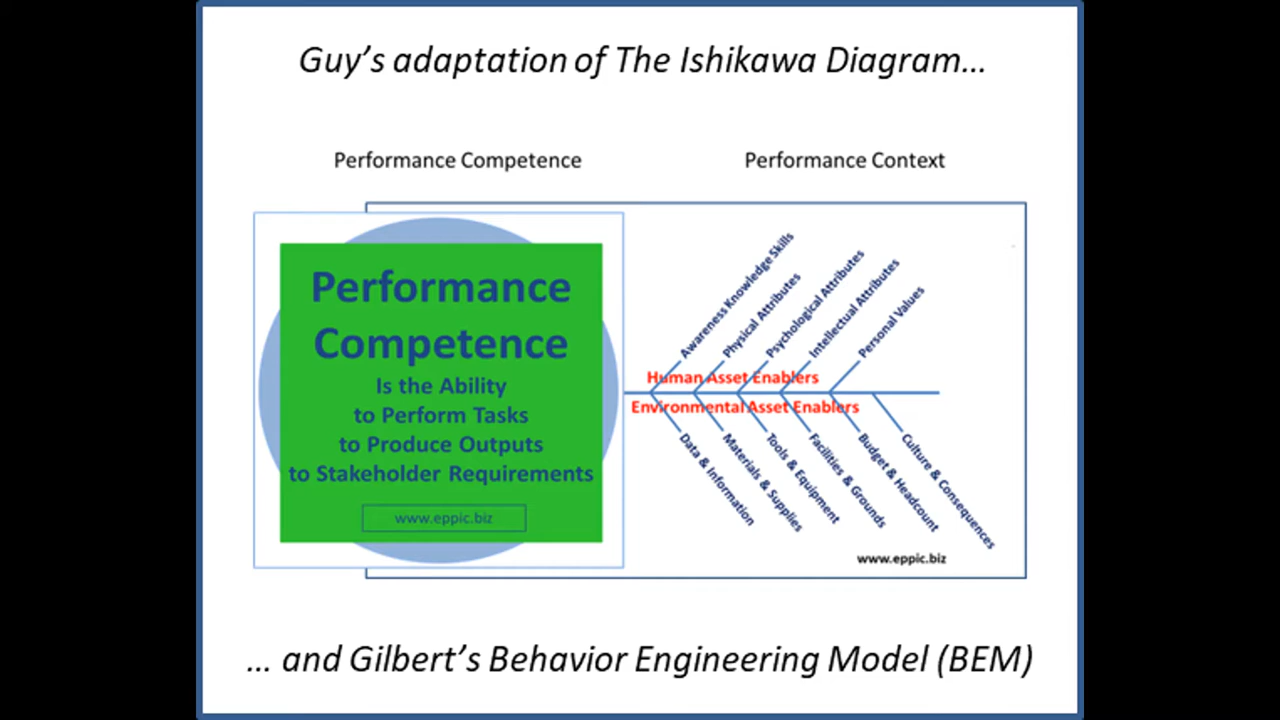 Guy's adaptation of The Ishikawa Diagram…
Performance Competence
Performance Context
Performance
Competence
Is the Ability
to Perform Tasks
to Produce Outputs
to Stakeholder Requirements
www.eppic.biz
Awareness Knowledge Skills
Physical Attributes
Psychological Attributes
Intellectual Attributes
Personal Values
Human Asset Enablers
Environmental Asset Enablers
Data & Information
Materials & Supplies
Tools & Equipment
Facilities & Grounds
Budget & Headcount
Culture & Consequences
www.eppic.biz
… and Gilbert's Behavior Engineering Model (BEM)